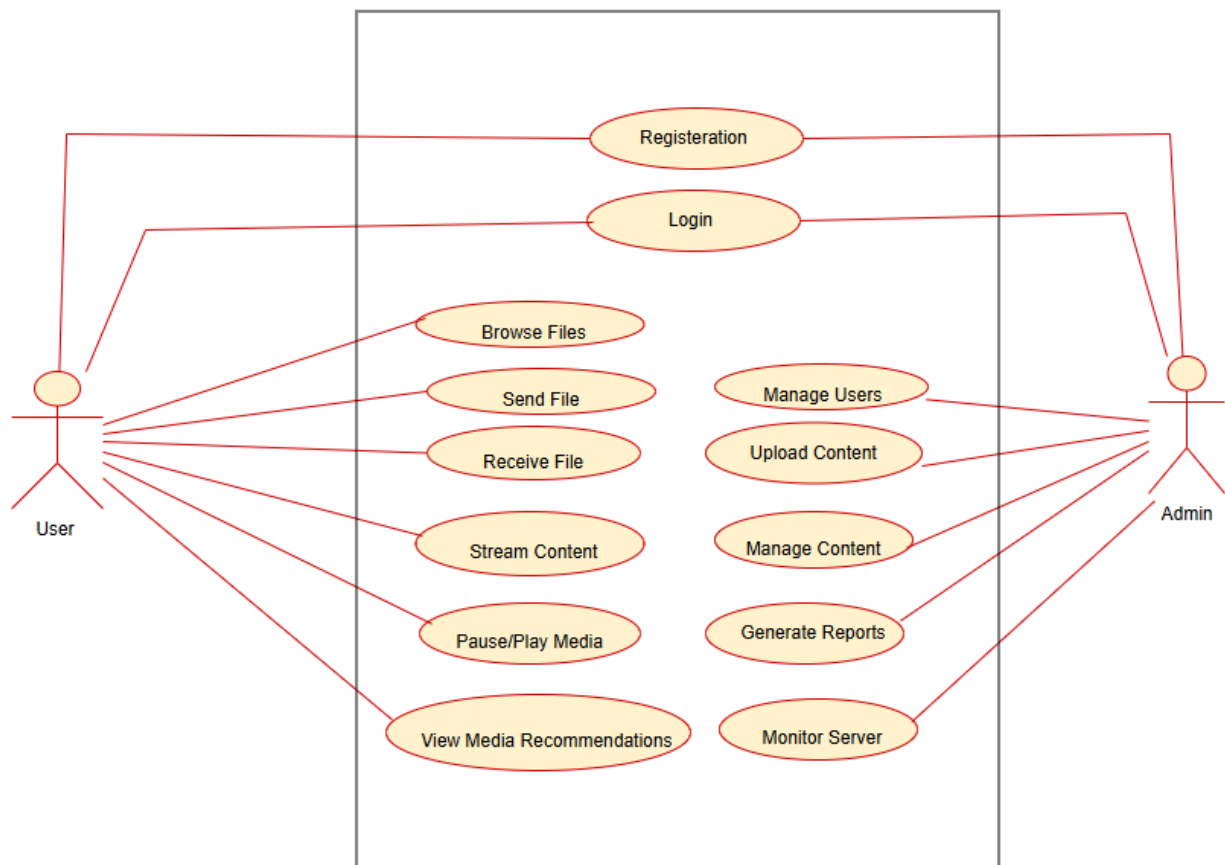 Registeration
Login
Browse Files
Send File
Manage Users
Receive File
Upload Content
User
Admin
Stream Content
Manage Content
Pause/Play Media
Generate Reports
View Media Recommendations
Monitor Server